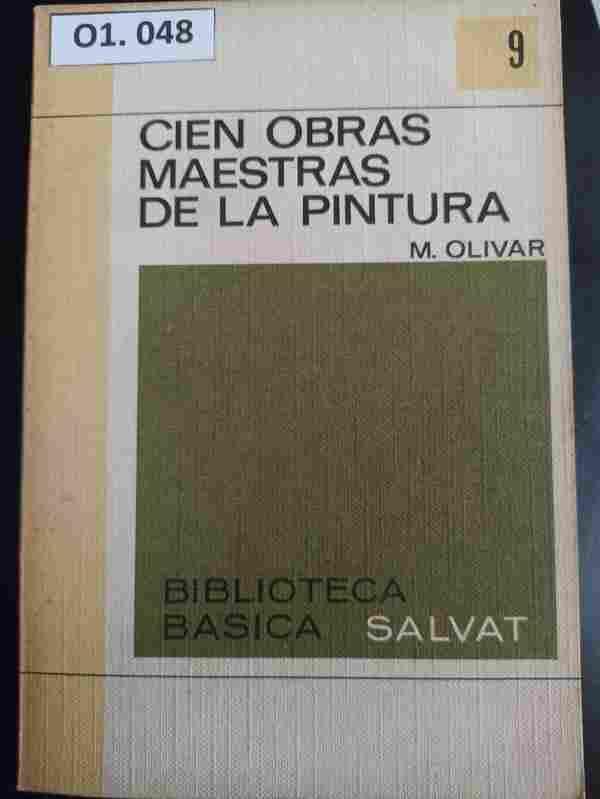 O1. 048
9
CIEN OBRAS
MAESTRAS
DE LA PINTURA
M. OLIVAR
BIBLIOTECA
BASICA SALVAT